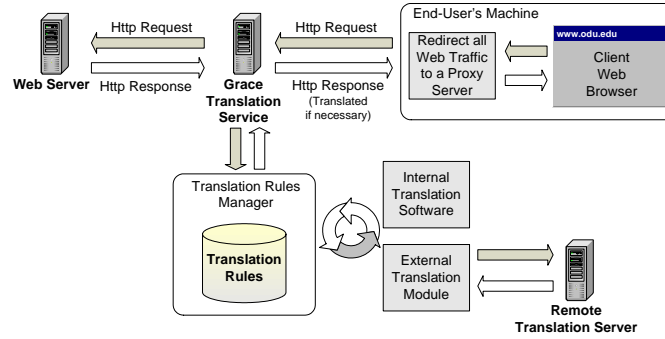 End-User's Machine
Http Request
Http Request
Redirect all
Web Traffic
to a Proxy
Server
www.odu.edu
Client
Web
Browser
Web Server
Http Response
Grace
Translation
Service
Http Response
(Translated
if necessary)
Translation Rules
Manager
Translation
Rules
Internal
Translation
Software
External
Translation
Module
Remote
Translation Server